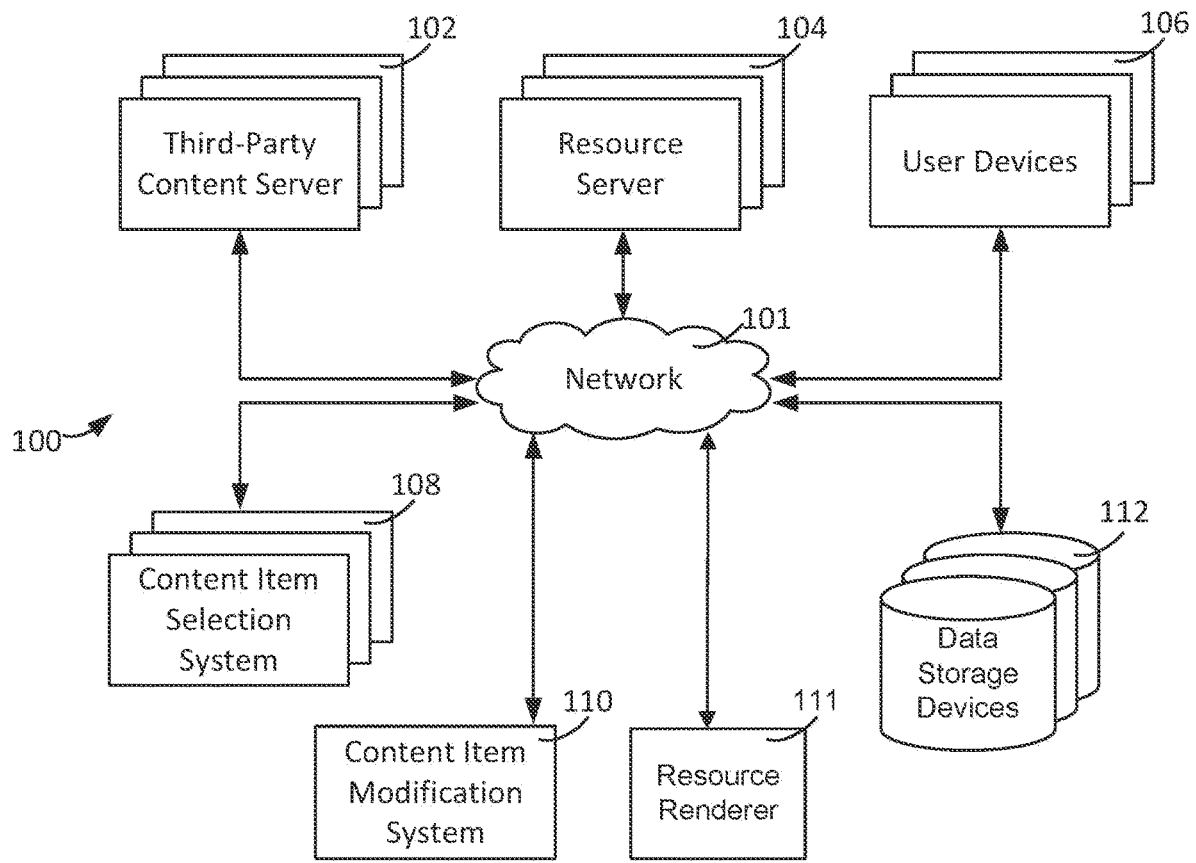 102
104
106
Third-Party
Content Server
Resource
Server
User Devices
101
Network
100
108
Content Item
Selection
System
112
Data
Storage
Devices
110
Content Item
Modification
System
111
Resource
Renderer